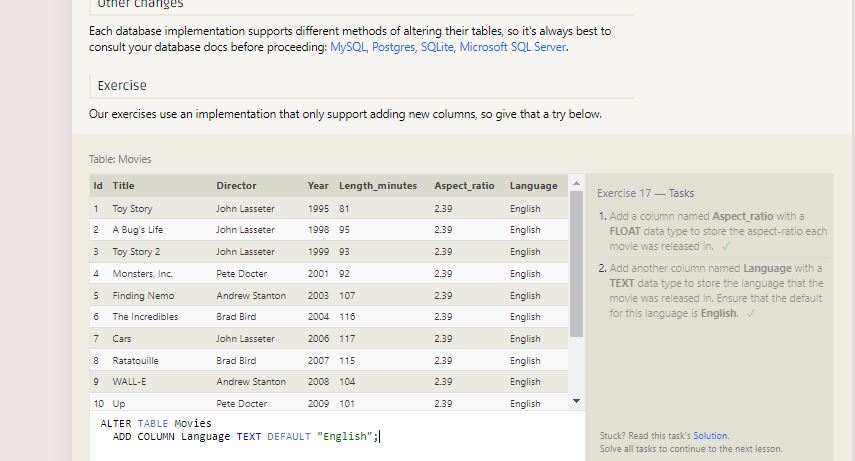 Other changes
Each database implementation supports different methods of altering their tables, so it's always best to
consult your database docs before proceeding: MySQL, Postgres, SQLite, Microsoft SQL Server.
Exercise
Our exercises use an implementation that only support adding new columns, so give that a try below.
Table: Movies
Id Title Director Year Length_minutes Aspect_ratio Language
1 Toy Story John Lasseter 1995 81 2.39 English
2 A Bug's Life John Lasseter 1998 95 2.39 English
3 Toy Story 2 John Lasseter 1999 93 2.39 English
4 Monsters, Inc. Pete Docter 2001 92 2.39 English
5 Finding Nemo Andrew Stanton 2003 107 2.39 English
6 The Incredibles Brad Bird 2004 116 2.39 English
7 Cars John Lasseter 2006 117 2.39 English
8 Ratatouille Brad Bird 2007 115 2.39 English
9 WALL-E Andrew Stanton 2008 104 2.39 English
10 Up Pete Docter 2009 101 2.39 English
ALTER TABLE Movies
ADD COLUMN Language TEXT DEFAULT "English";
Exercise 17 — Tasks
1. Add a column named Aspect_ratio with a
FLOAT data type to store the aspect-ratio each
movie was released in. ✓
2. Add another column named Language with a
TEXT data type to store the language that the
movie was released in. Ensure that the default
for this language is English. ✓
Stuck? Read this task's Solution.
Solve all tasks to continue to the next lesson.